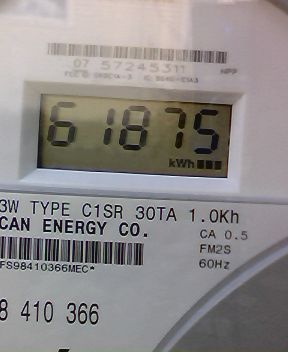 07 57245311
61875
kWh
3W TYPE C1SR 30TA 1.0Kh
CAN ENERGY CO.
CA 0.5
FM2S
60Hz
FS98410366MEC*
8 410 366